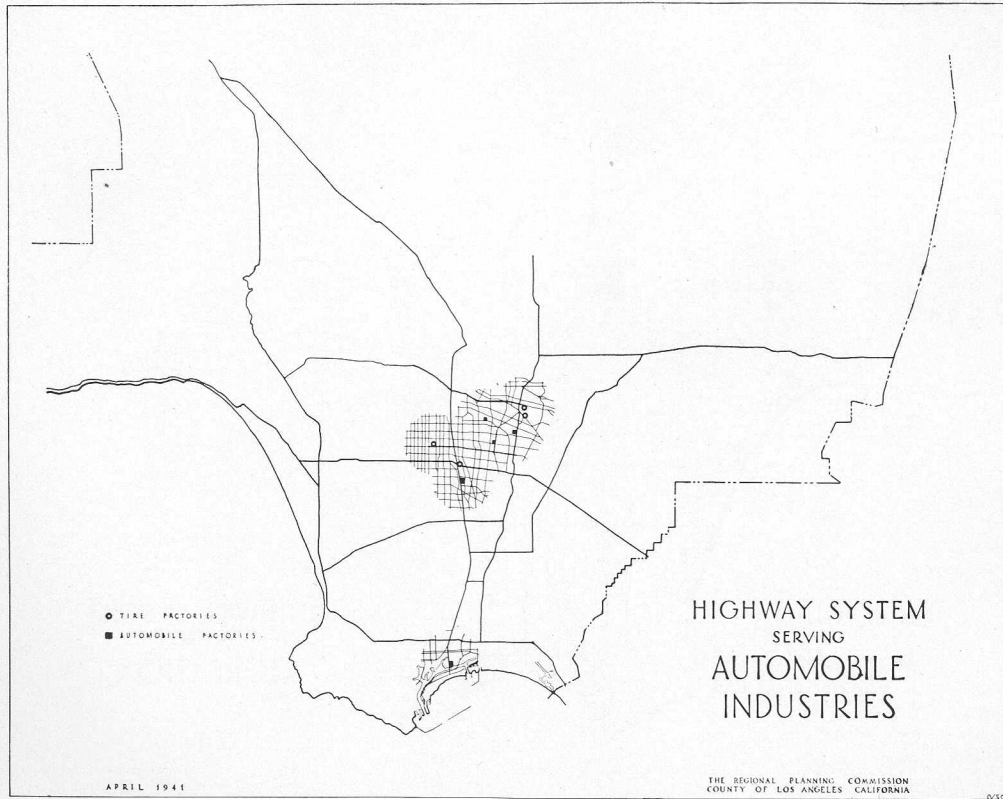 TIRE FACTORIES
AUTOMOBILE FACTORIES
HIGHWAY SYSTEM
SERVING
AUTOMOBILE
INDUSTRIES
APRIL 1941
THE REGIONAL PLANNING COMMISSION
COUNTY OF LOS ANGELES CALIFORNIA